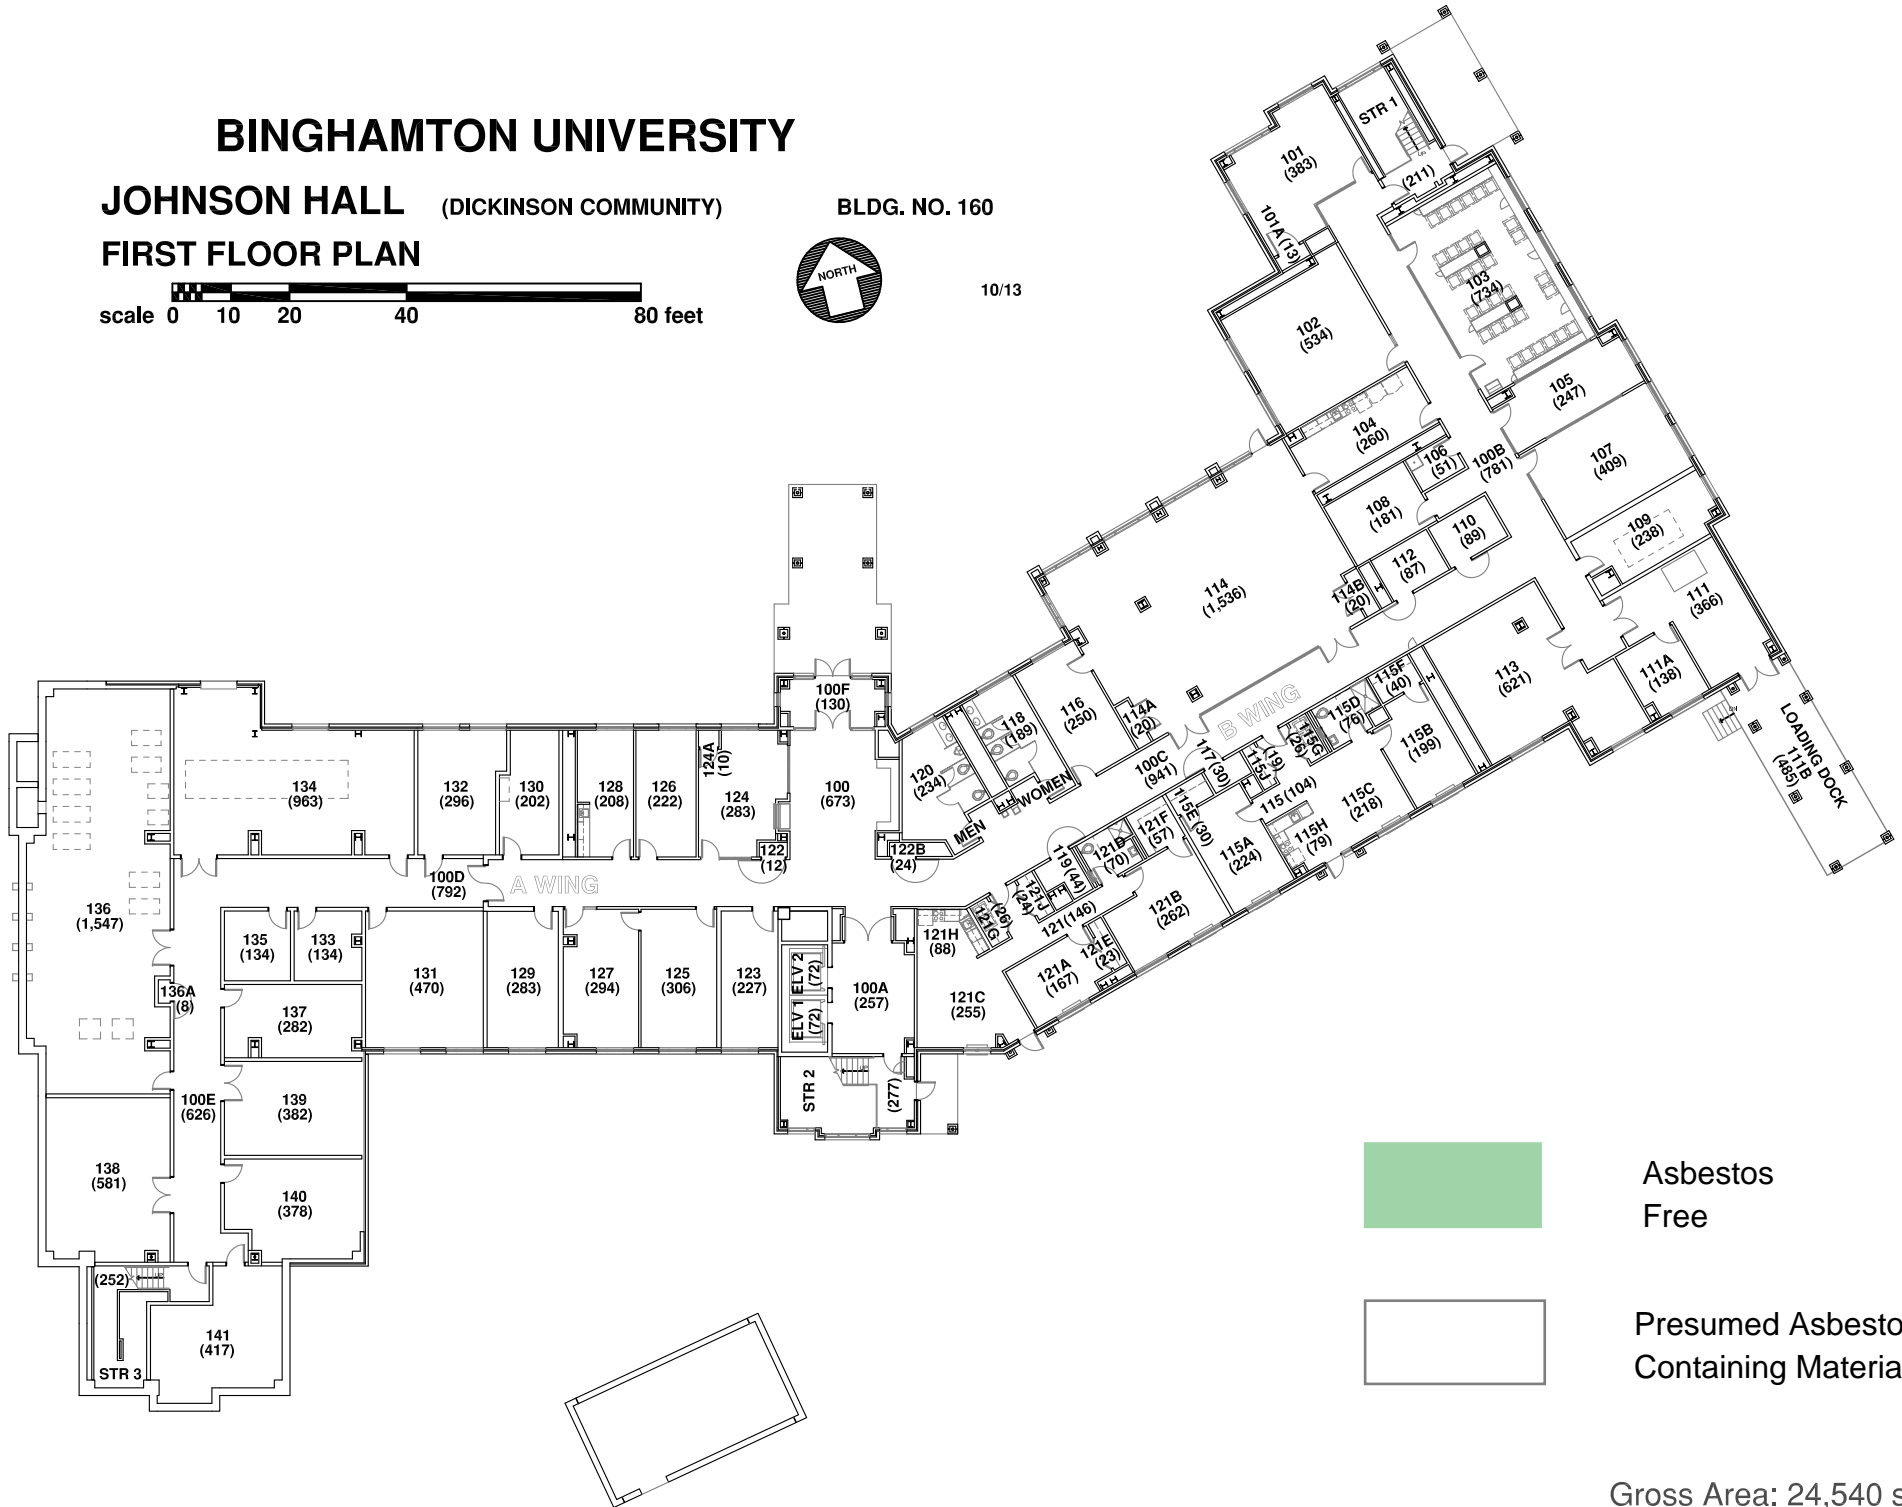 BINGHAMTON UNIVERSITY
JOHNSON HALL (DICKINSON COMMUNITY) BLDG. NO. 160
FIRST FLOOR PLAN
scale 0 10 20 40 80 feet
NORTH
10/13
STR 1
(211)
101
(383)
101A (13)
102
(534)
103
(734)
104
(260)
105
(247)
106
(51)
100B
(781)
107
(409)
108
(181)
109
(238)
110
(89)
112
(87)
111
(366)
111A
(138)
LOADING DOCK
111B
(485)
113
(621)
114
(1,536)
114B
(20)
114A
(20)
116
(250)
118
(189)
WOMEN
120
(234)
MEN
100C
(941)
B WING
117 (30)
115J
(19)
115G
(26)
115D
(76)
115F
(40)
115B
(199)
115C
(218)
115 (104)
115H
(79)
115A
(224)
115E (30)
121F
(57)
121D
(70)
119 (44)
121J
(24)
121G
(26)
121 (146)
121B
(262)
121E
(23)
121A
(167)
121H
(88)
121C
(255)
100F
(130)
100
(673)
122B
(24)
122
(12)
124A
(10)
124
(283)
126
(222)
128
(208)
130
(202)
132
(296)
134
(963)
100D
(792)
A WING
136
(1,547)
136A
(8)
135
(134)
133
(134)
131
(470)
129
(283)
127
(294)
125
(306)
123
(227)
ELV 2
(72)
ELV 1
(72)
100A
(257)
STR 2
(277)
137
(282)
139
(382)
100E
(626)
138
(581)
140
(378)
(252)
141
(417)
STR 3
Asbestos
Free
Presumed Asbesto
Containing Materia
Gross Area: 24,540 s